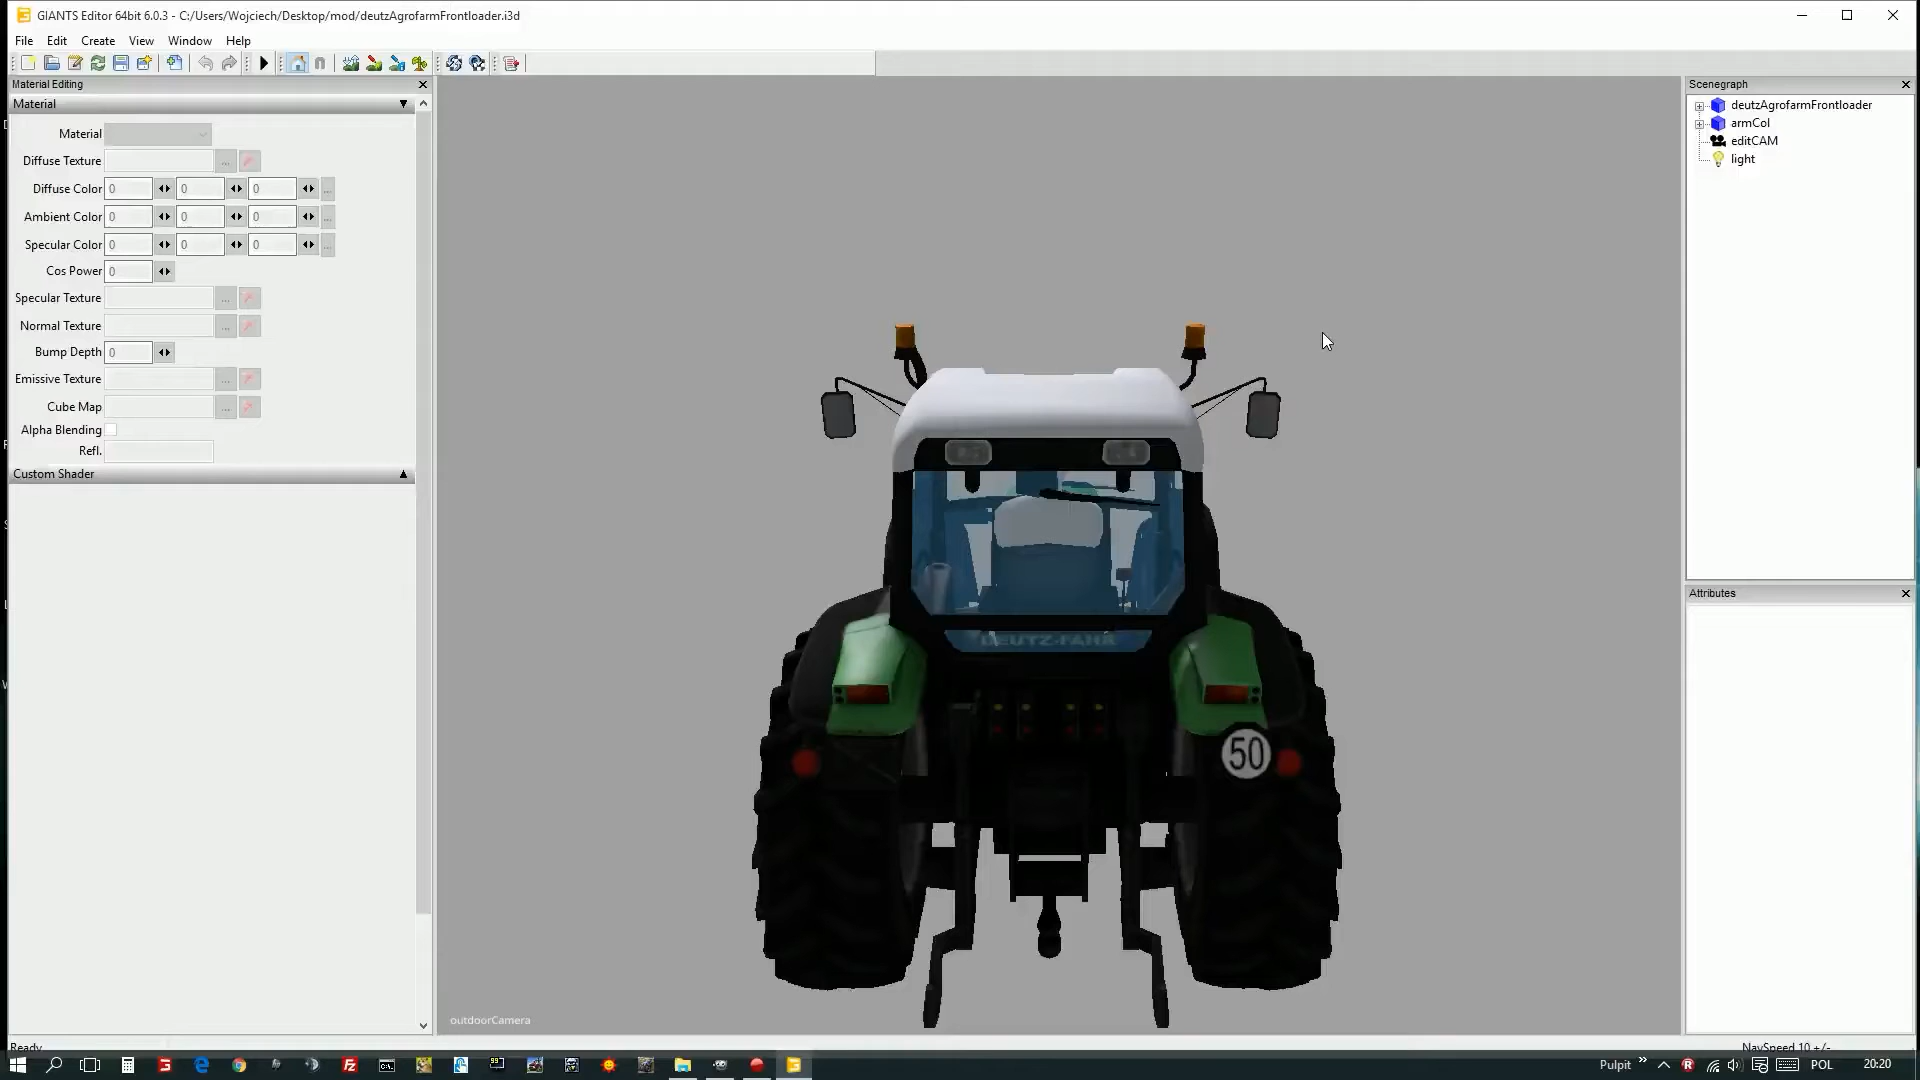 GIANTS Editor 64bit 6.0.3 - C:/Users/Wojciech/Desktop/mod/deutzAgrofarmFrontloader.i3d
File Edit Create View Window Help
Material Editing
Material
Material
Diffuse Texture ...
Diffuse Color 0 0 0 ...
Ambient Color 0 0 0 ...
Specular Color 0 0 0 ...
Cos Power 0
Specular Texture ...
Normal Texture ...
Bump Depth 0
Emissive Texture ...
Cube Map ...
Alpha Blending
Refl.
Custom Shader
DEUTZ-FAHR
50
outdoorCamera
Scenegraph
deutzAgrofarmFrontloader
armCol
editCAM
light
Attributes
Ready
NavSpeed 10 +/-
Pulpit
POL
20:20